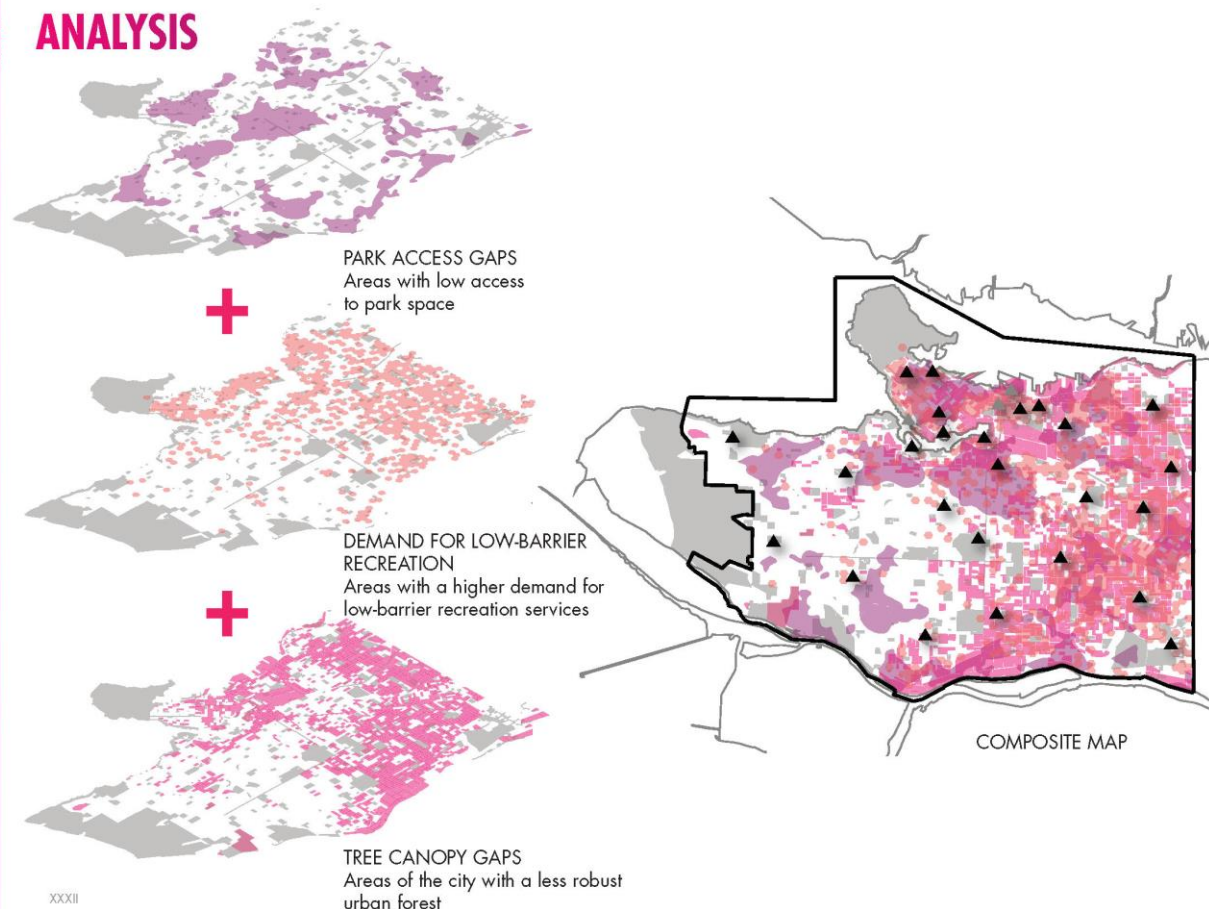 ANALYSIS
PARK ACCESS GAPS
Areas with low access
to park space
DEMAND FOR LOW-BARRIER
RECREATION
Areas with a higher demand for
low-barrier recreation services
TREE CANOPY GAPS
Areas of the city with a less robust
urban forest
COMPOSITE MAP
XXXII